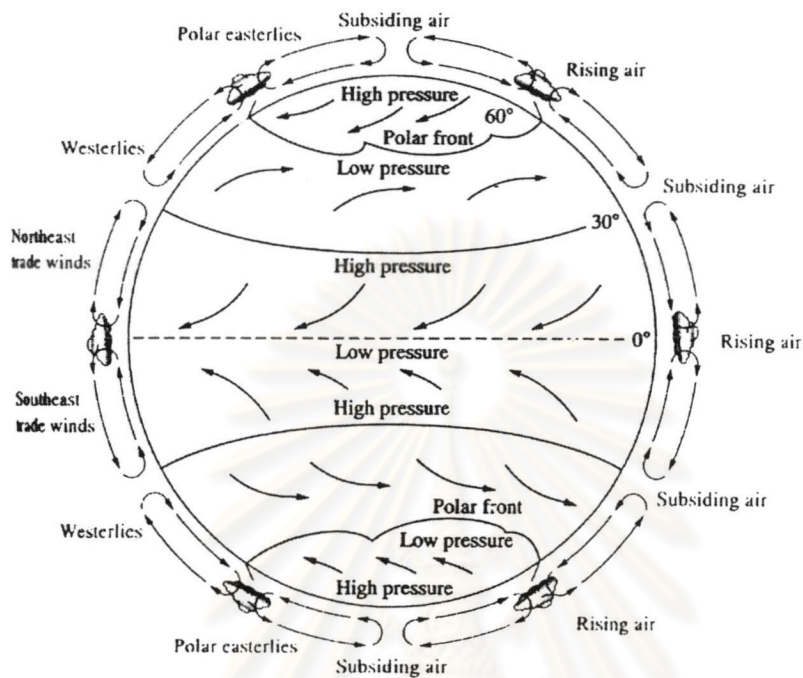 Subsiding air
Polar easterlies
Rising air
High pressure
60°
Polar front
Westerlies
Low pressure
Subsiding air
30°
Northeast
trade winds
High pressure
0°
Rising air
Low pressure
Southeast
trade winds
High pressure
Subsiding air
Polar front
Westerlies
Low pressure
High pressure
Rising air
Polar easterlies
Subsiding air